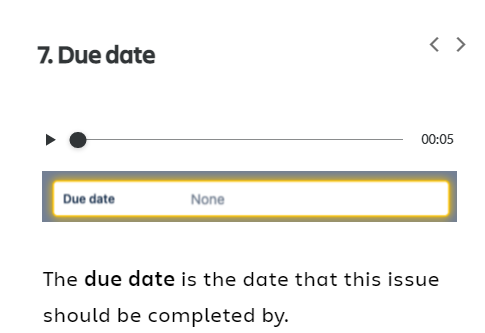 7. Due date
00:05
Due date None
The due date is the date that this issue
should be completed by.